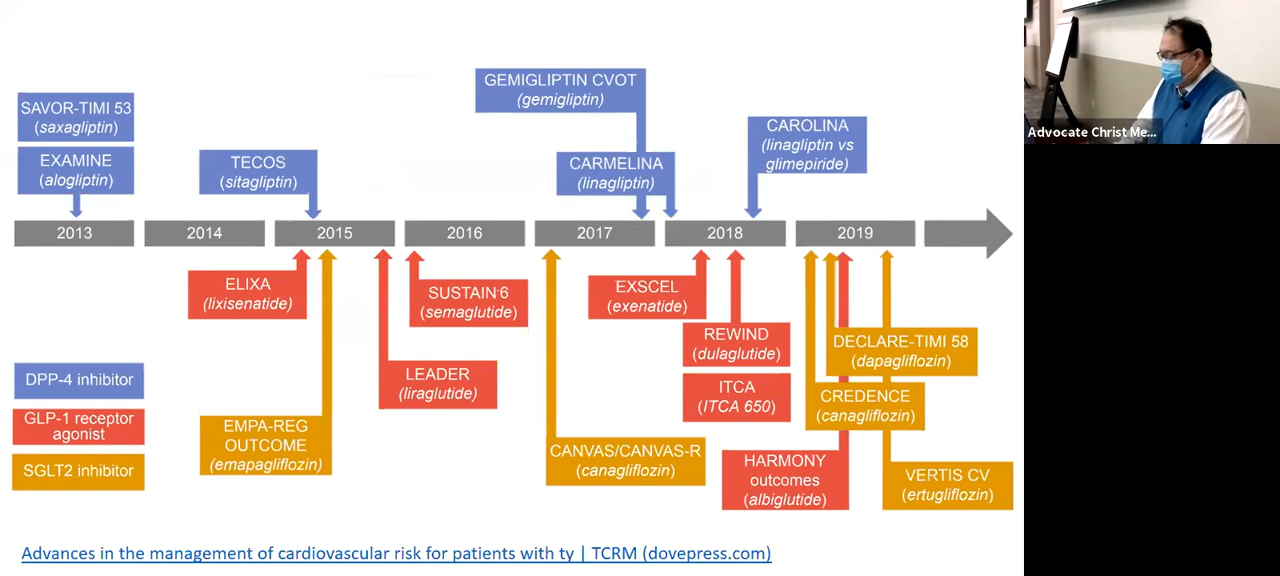 SAVOR-TIMI 53
(saxagliptin)
EXAMINE
(alogliptin)
TECOS
(sitagliptin)
GEMIGLIPTIN CVOT
(gemigliptin)
CARMELINA
(linagliptin)
CAROLINA
(linagliptin vs
glimepiride)
Advocate Christ Me...
2013
2014
2015
2016
2017
2018
2019
ELIXA
(lixisenatide)
SUSTAIN-6
(semaglutide)
EXSCEL
(exenatide)
REWIND
(dulaglutide)
ITCA
(ITCA 650)
DECLARE-TIMI 58
(dapagliflozin)
LEADER
(liraglutide)
CREDENCE
(canagliflozin)
EMPA-REG
OUTCOME
(emapagliflozin)
CANVAS/CANVAS-R
(canagliflozin)
HARMONY
outcomes
(albiglutide)
VERTIS CV
(ertugliflozin)
DPP-4 inhibitor
GLP-1 receptor
agonist
SGLT2 inhibitor
Advances in the management of cardiovascular risk for patients with ty | TCRM (dovepress.com)